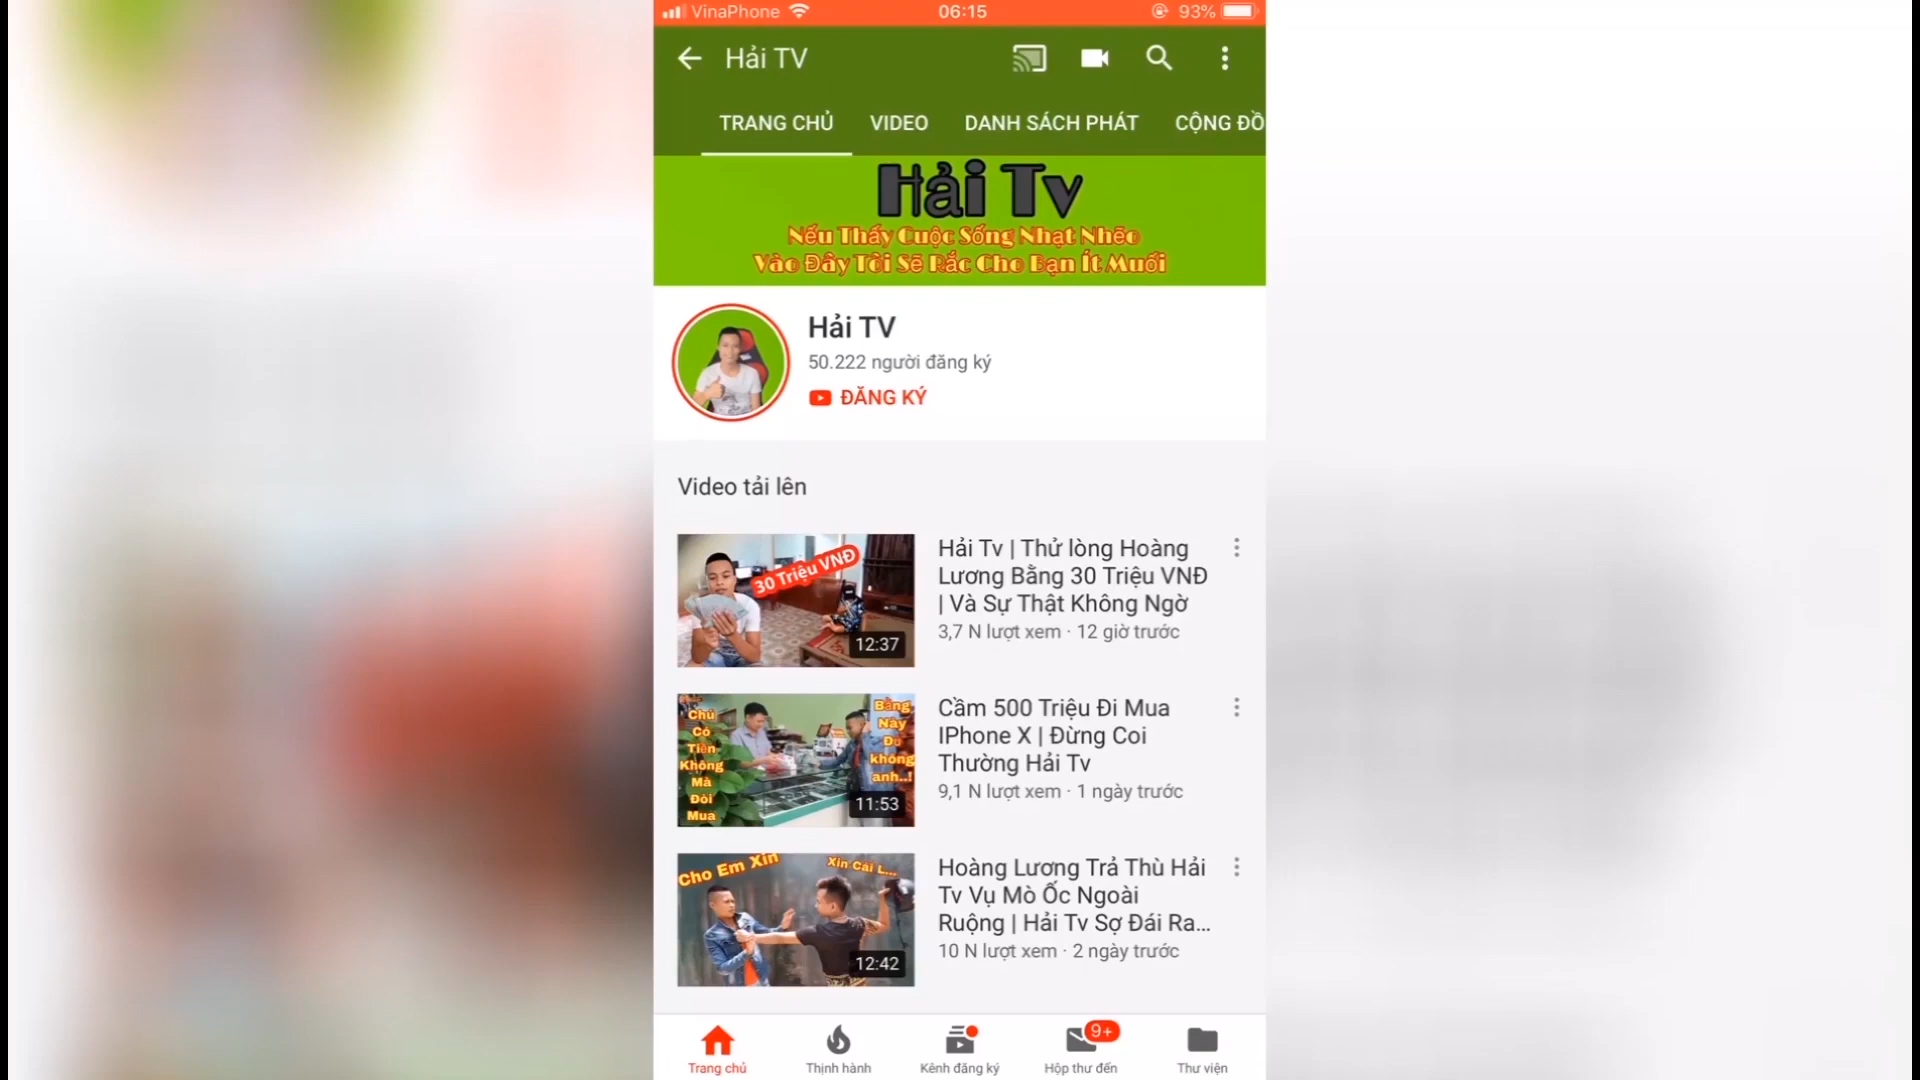 VinaPhone
06:15
93%
Hải TV
TRANG CHỦ
VIDEO
DANH SÁCH PHÁT
CỘNG ĐỒ
Hải Tv
Nếu Thấy Cuộc Sống Nhạt Nhẽo
Vào Đây Tôi Sẽ Rắc Cho Bạn Ít Muối
Hải TV
50.222 người đăng ký
ĐĂNG KÝ
Video tải lên
30 Triệu VNĐ
12:37
Hải Tv | Thử lòng Hoàng
Lương Bằng 30 Triệu VNĐ
| Và Sự Thật Không Ngờ
3,7 N lượt xem · 12 giờ trước
Chú
Có
Tiền
Không
Mà
Đòi
Mua
Bằng
Này
Đủ
không
anh..!
11:53
Cầm 500 Triệu Đi Mua
IPhone X | Đừng Coi
Thường Hải Tv
9,1 N lượt xem · 1 ngày trước
Cho Em Xin
Xin Cái L...
12:42
Hoàng Lương Trả Thù Hải
Tv Vụ Mò Ốc Ngoài
Ruộng | Hải Tv Sợ Đái Ra...
10 N lượt xem · 2 ngày trước
9+
Trang chủ
Thịnh hành
Kênh đăng ký
Hộp thư đến
Thư viện